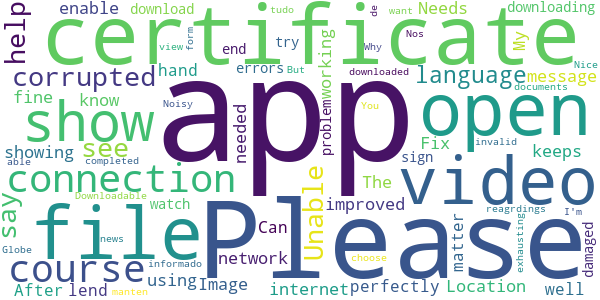 enable download tudo form de want Why Nos
help certificate Needs downloading
view end try My
corrupted hand errors But working language message
fine know downloaded Nice documents
show app open
Noisy You problem
showing see needed Fix keeps
able completed sign invalid
connection The video
say Downloadable watch Unable improved
file Please matter exhausting damaged
Can network reagrdings I'm
Globe news
course using Image internet perfectly Location well
After lend informado manten choose